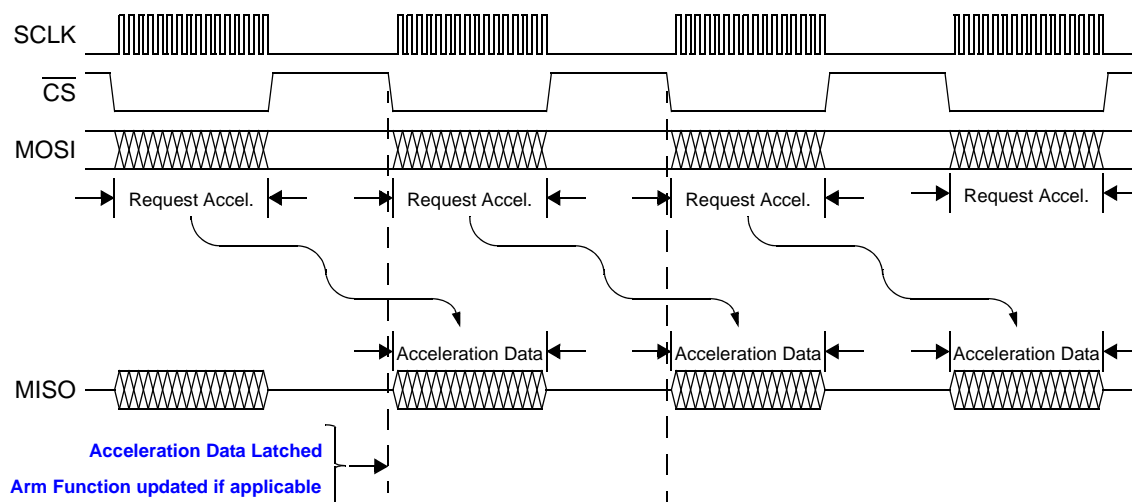 SCLK
CS
MOSI
Request Accel.
Request Accel.
Request Accel.
Request Accel.
Acceleration Data
Acceleration Data
Acceleration Data
MISO
Acceleration Data Latched
Arm Function updated if applicable